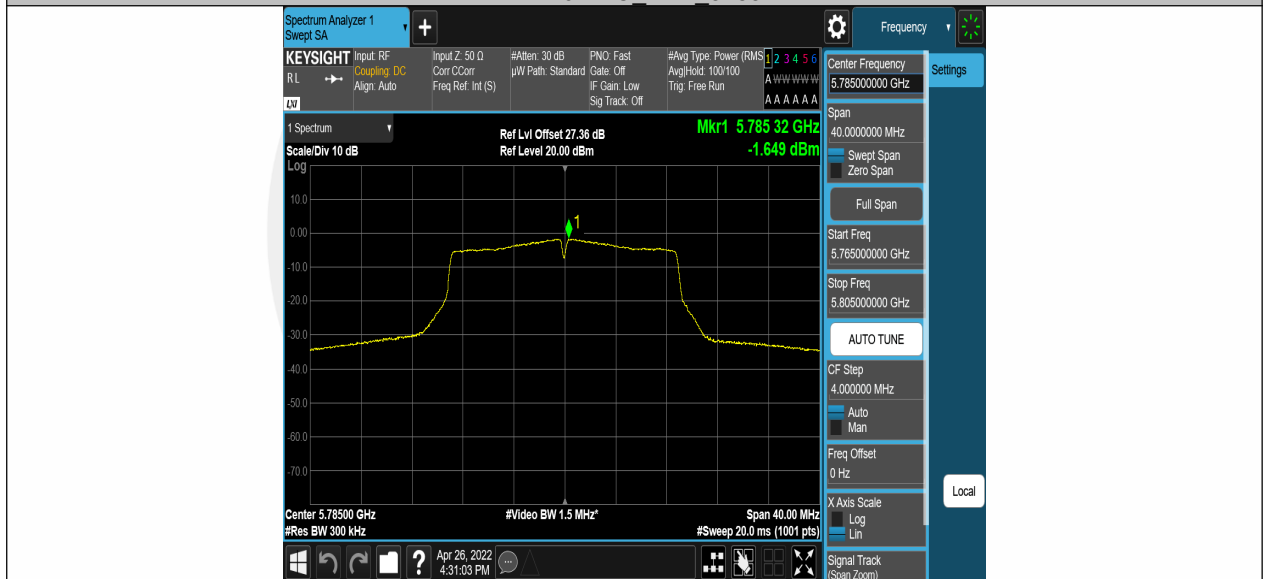 Spectrum Analyzer 1
Swept SA
+
Frequency
KEYSIGHT
RL
LXI
Input: RF
Coupling: DC
Align: Auto
Input Z: 50 Ω
Corr CCorr
Freq Ref: Int (S)
#Atten: 30 dB
µW Path: Standard
PNO: Fast
Gate: Off
IF Gain: Low
Sig Track: Off
#Avg Type: Power (RMS
Avg|Hold: 100/100
Trig: Free Run
1 2 3 4 5 6
A W W W W W
A A A A A A
1 Spectrum
Scale/Div 10 dB
Log
Ref Lvl Offset 27.36 dB
Ref Level 20.00 dBm
Mkr1 5.785 32 GHz
-1.649 dBm
1
10.0
0.00
-10.0
-20.0
-30.0
-40.0
-50.0
-60.0
-70.0
Center 5.78500 GHz
#Res BW 300 kHz
#Video BW 1.5 MHz*
Span 40.00 MHz
#Sweep 20.0 ms (1001 pts)
?
Apr 26, 2022
4:31:03 PM
Center Frequency
5.785000000 GHz
Span
40.0000000 MHz
Swept Span
Zero Span
Full Span
Start Freq
5.765000000 GHz
Stop Freq
5.805000000 GHz
AUTO TUNE
CF Step
4.000000 MHz
Auto
Man
Freq Offset
0 Hz
X Axis Scale
Log
Lin
Signal Track
(Span Zoom)
Settings
Local